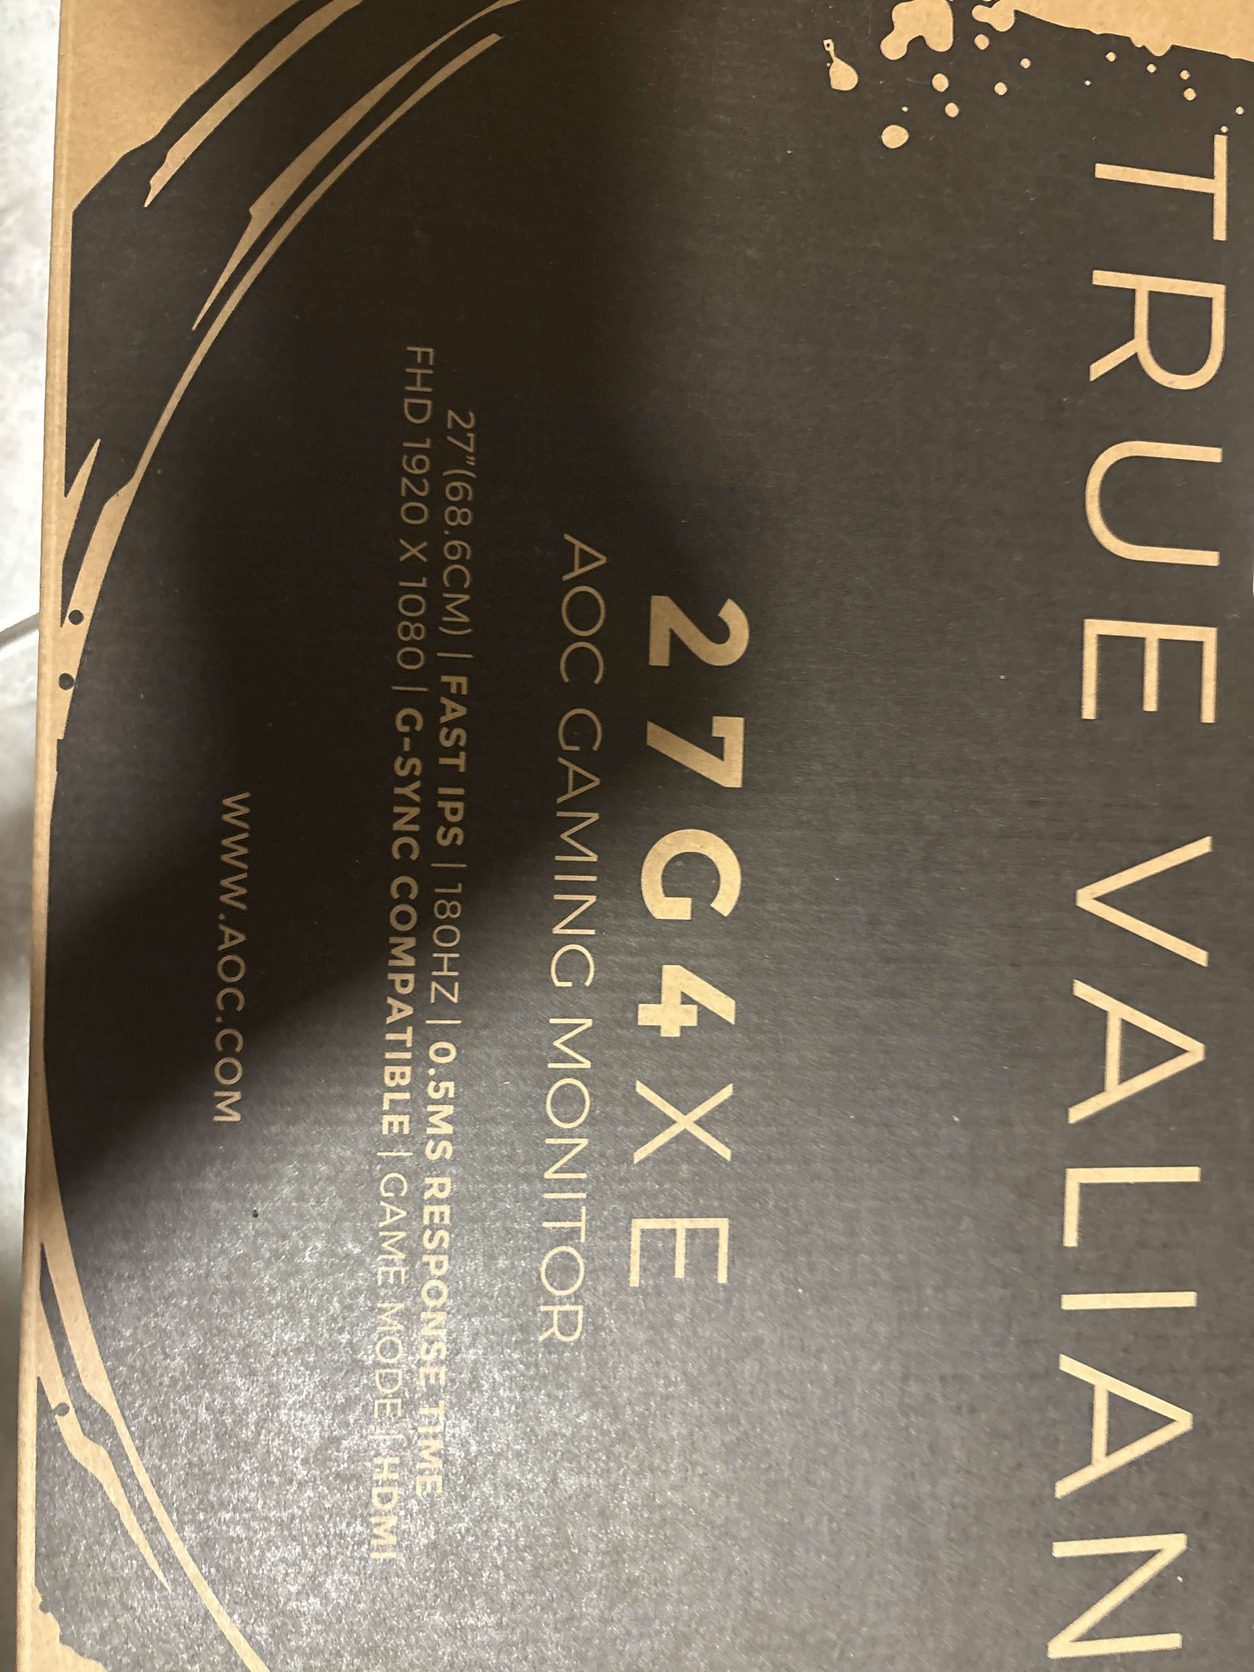 TRUE VALIAN
27G4XE
AOC GAMING MONITOR
27"(68.6CM) | FAST IPS | 180HZ | 0.5MS RESPONSE TIME
FHD 1920 X 1080 | G-SYNC COMPATIBLE | GAME MODE | HDMI
WWW.AOC.COM